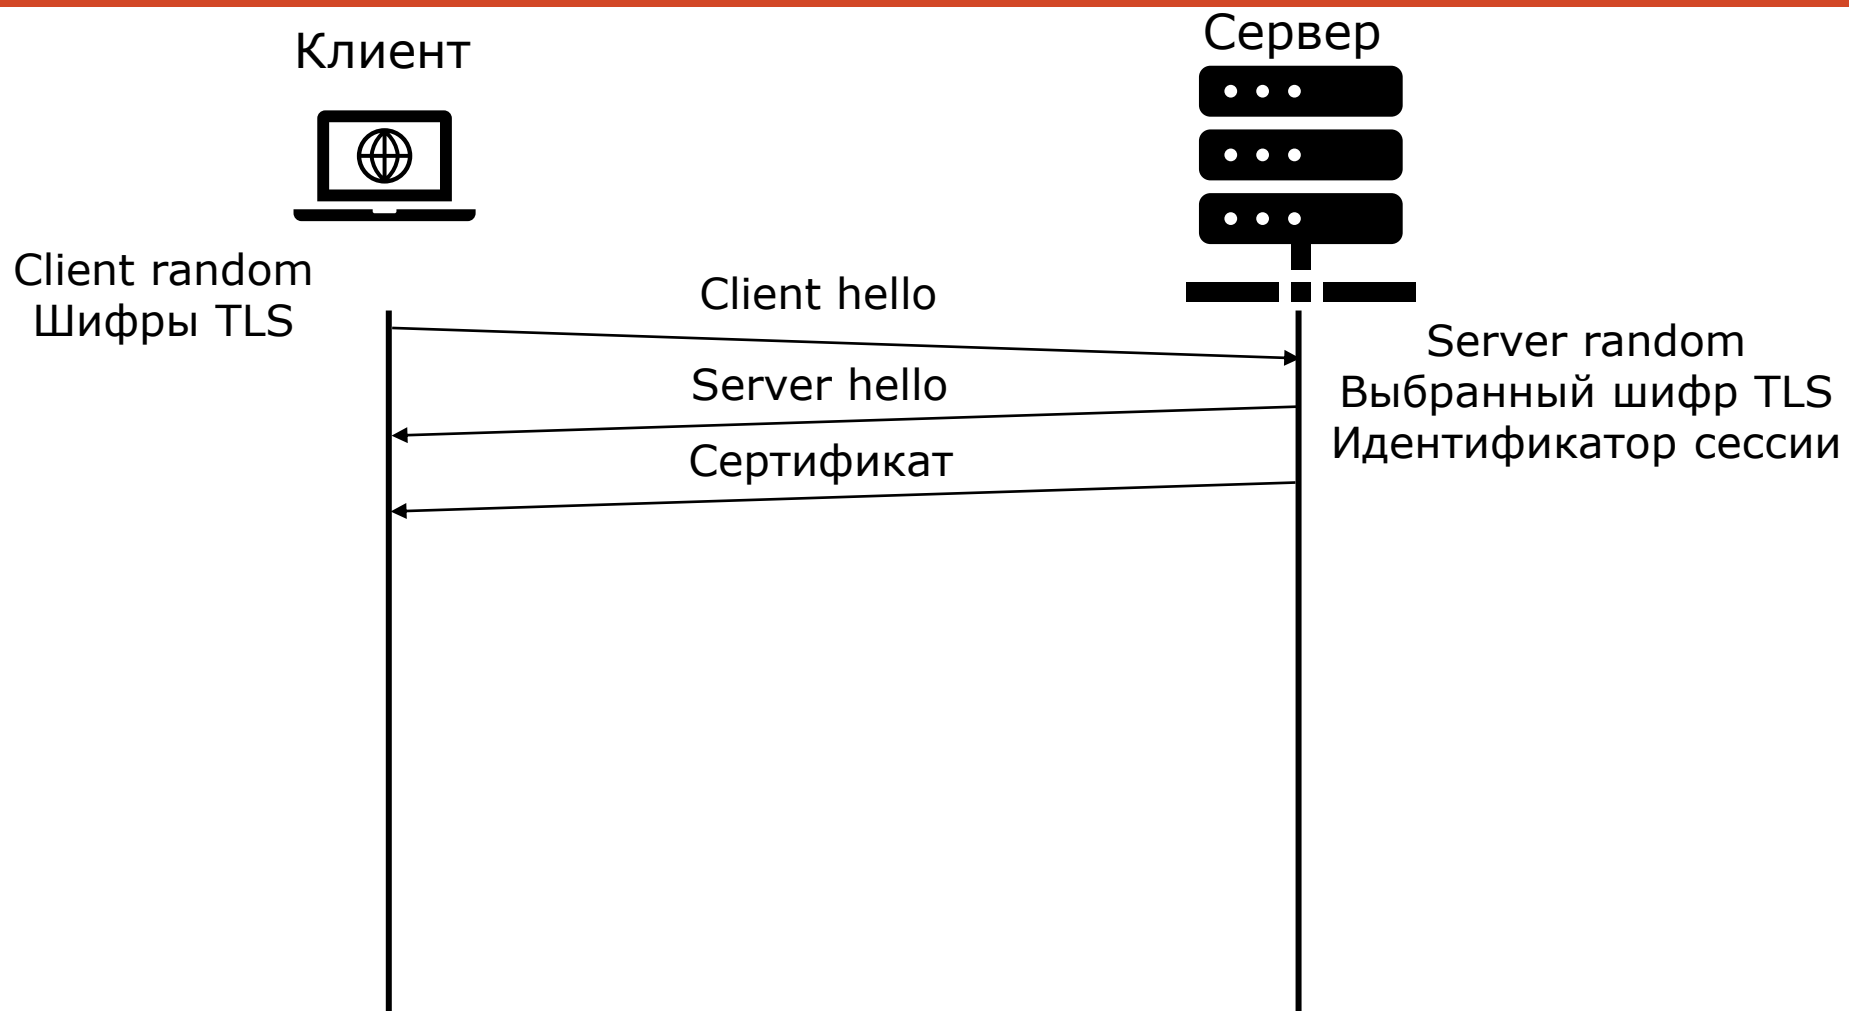 Клиент
Сервер
Client random
Шифры TLS
Client hello
Server random
Выбранный шифр TLS
Идентификатор сессии
Server hello
Сертификат